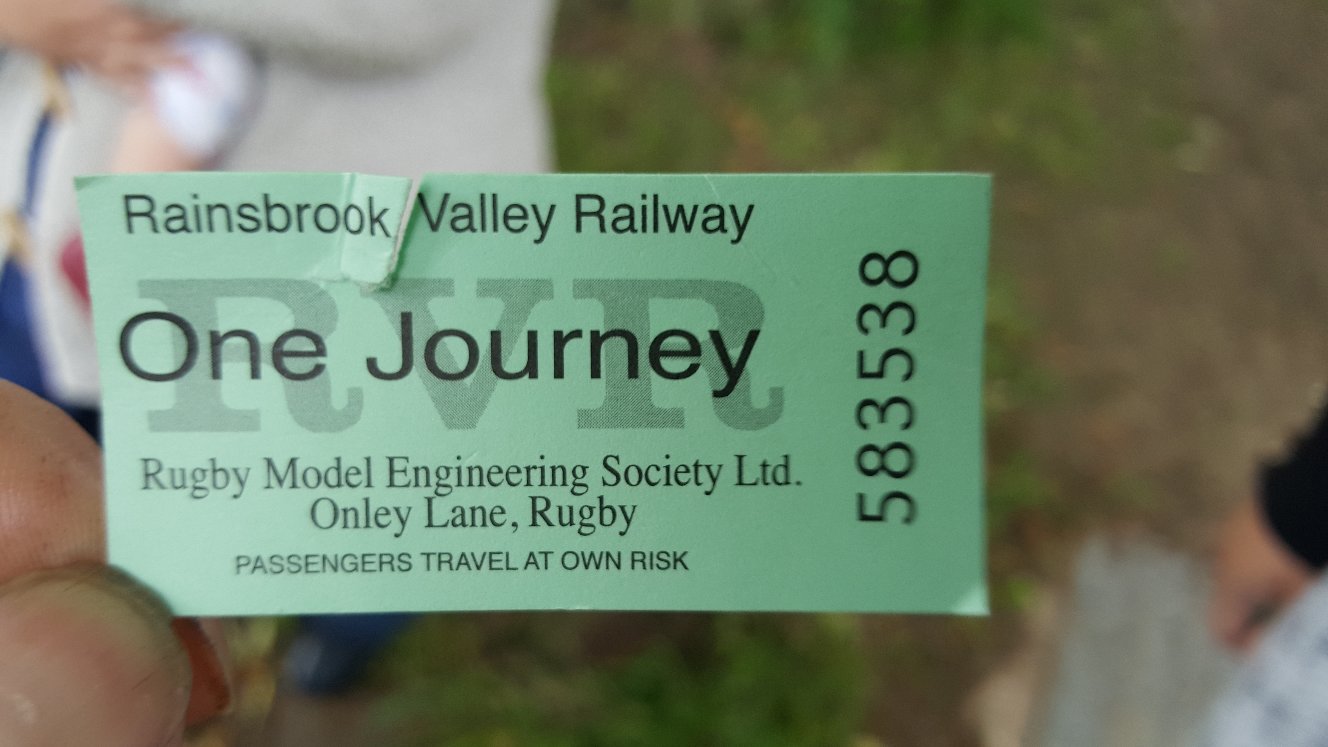 Rainsbrook Valley Railway
RVR
One Journey
Rugby Model Engineering Society Ltd.
Onley Lane, Rugby
PASSENGERS TRAVEL AT OWN RISK
583538